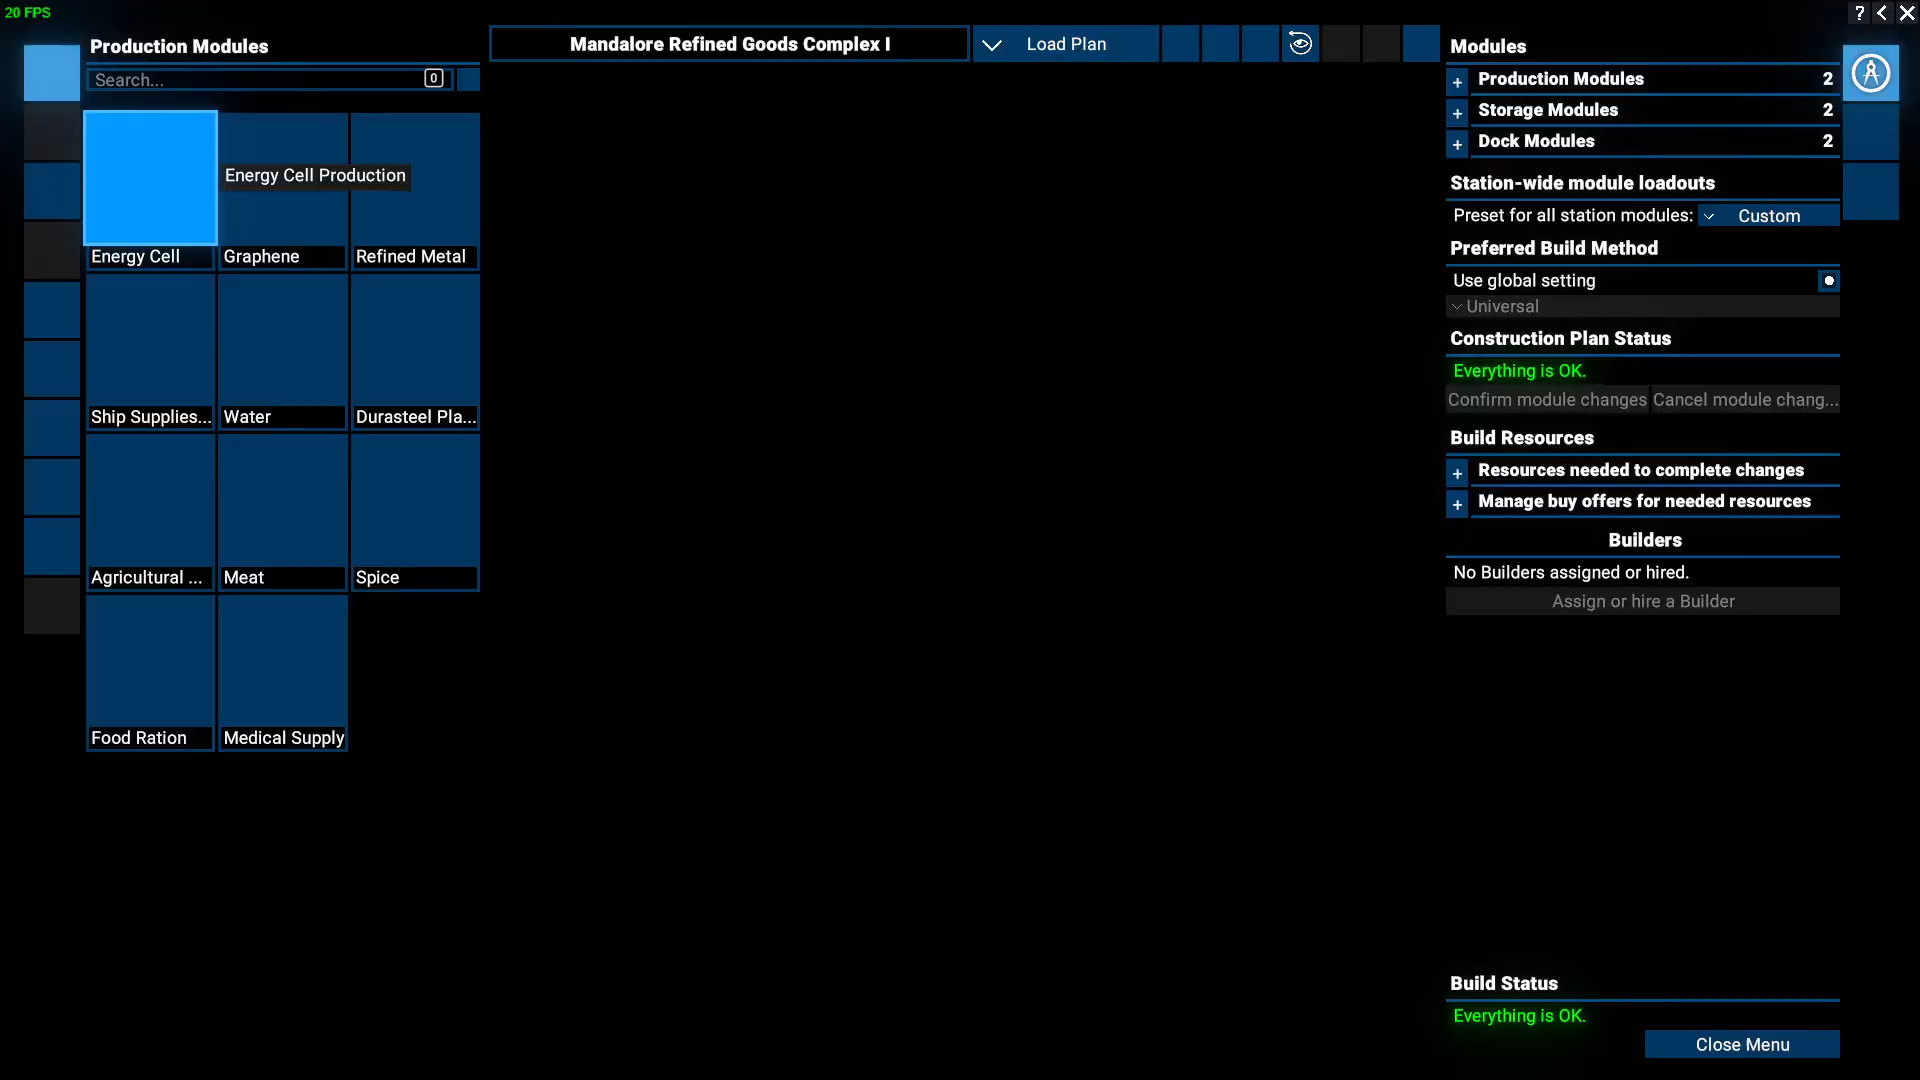 20 FPS
?
Production Modules
Search...
0
Energy Cell Production
Energy Cell
Graphene
Refined Metal
Ship Supplies...
Water
Durasteel Pla...
Agricultural ...
Meat
Spice
Food Ration
Medical Supply
Mandalore Refined Goods Complex I
Load Plan
Modules
+ Production Modules 2
+ Storage Modules 2
+ Dock Modules 2
Station-wide module loadouts
Preset for all station modules: Custom
Preferred Build Method
Use global setting
Universal
Construction Plan Status
Everything is OK.
Confirm module changes Cancel module chang...
Build Resources
+ Resources needed to complete changes
+ Manage buy offers for needed resources
Builders
No Builders assigned or hired.
Assign or hire a Builder
Build Status
Everything is OK.
Close Menu